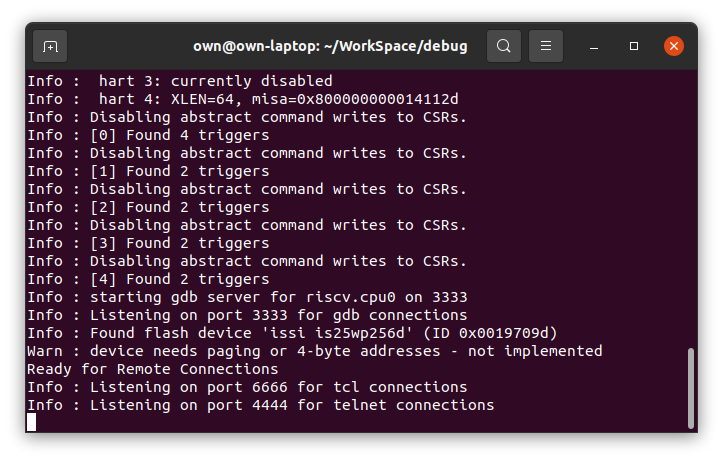 own@own-laptop: ~/WorkSpace/debug
Info :  hart 3: currently disabled
Info :  hart 4: XLEN=64, misa=0x800000000014112d
Info : Disabling abstract command writes to CSRs.
Info : [0] Found 4 triggers
Info : Disabling abstract command writes to CSRs.
Info : [1] Found 2 triggers
Info : Disabling abstract command writes to CSRs.
Info : [2] Found 2 triggers
Info : Disabling abstract command writes to CSRs.
Info : [3] Found 2 triggers
Info : Disabling abstract command writes to CSRs.
Info : [4] Found 2 triggers
Info : starting gdb server for riscv.cpu0 on 3333
Info : Listening on port 3333 for gdb connections
Info : Found flash device 'issi is25wp256d' (ID 0x0019709d)
Warn : device needs paging or 4-byte addresses - not implemented
Ready for Remote Connections
Info : Listening on port 6666 for tcl connections
Info : Listening on port 4444 for telnet connections